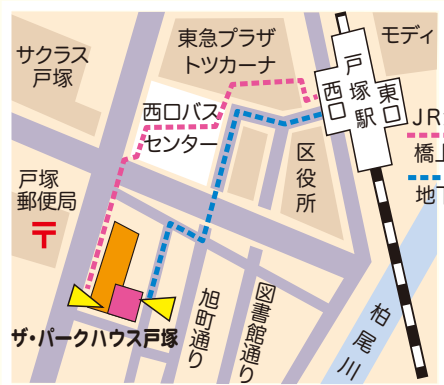 サクラス
戸塚
東急プラザ
トツカーナ
モディ
西口バス
センター
戸塚駅
西口
東口
JR
橋上
地下
区役所
戸塚
郵便局
〒
ザ・パークハウス戸塚
旭町通り
図書館通り
柏尾川